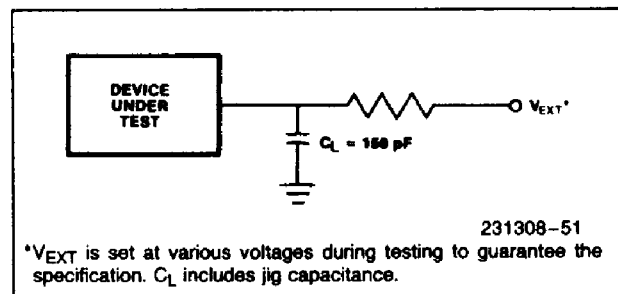 DEVICE
UNDER
TEST
V_EXT*
C_L = 150 pF
231308–51
*V_EXT is set at various voltages during testing to guarantee the
specification. C_L includes jig capacitance.